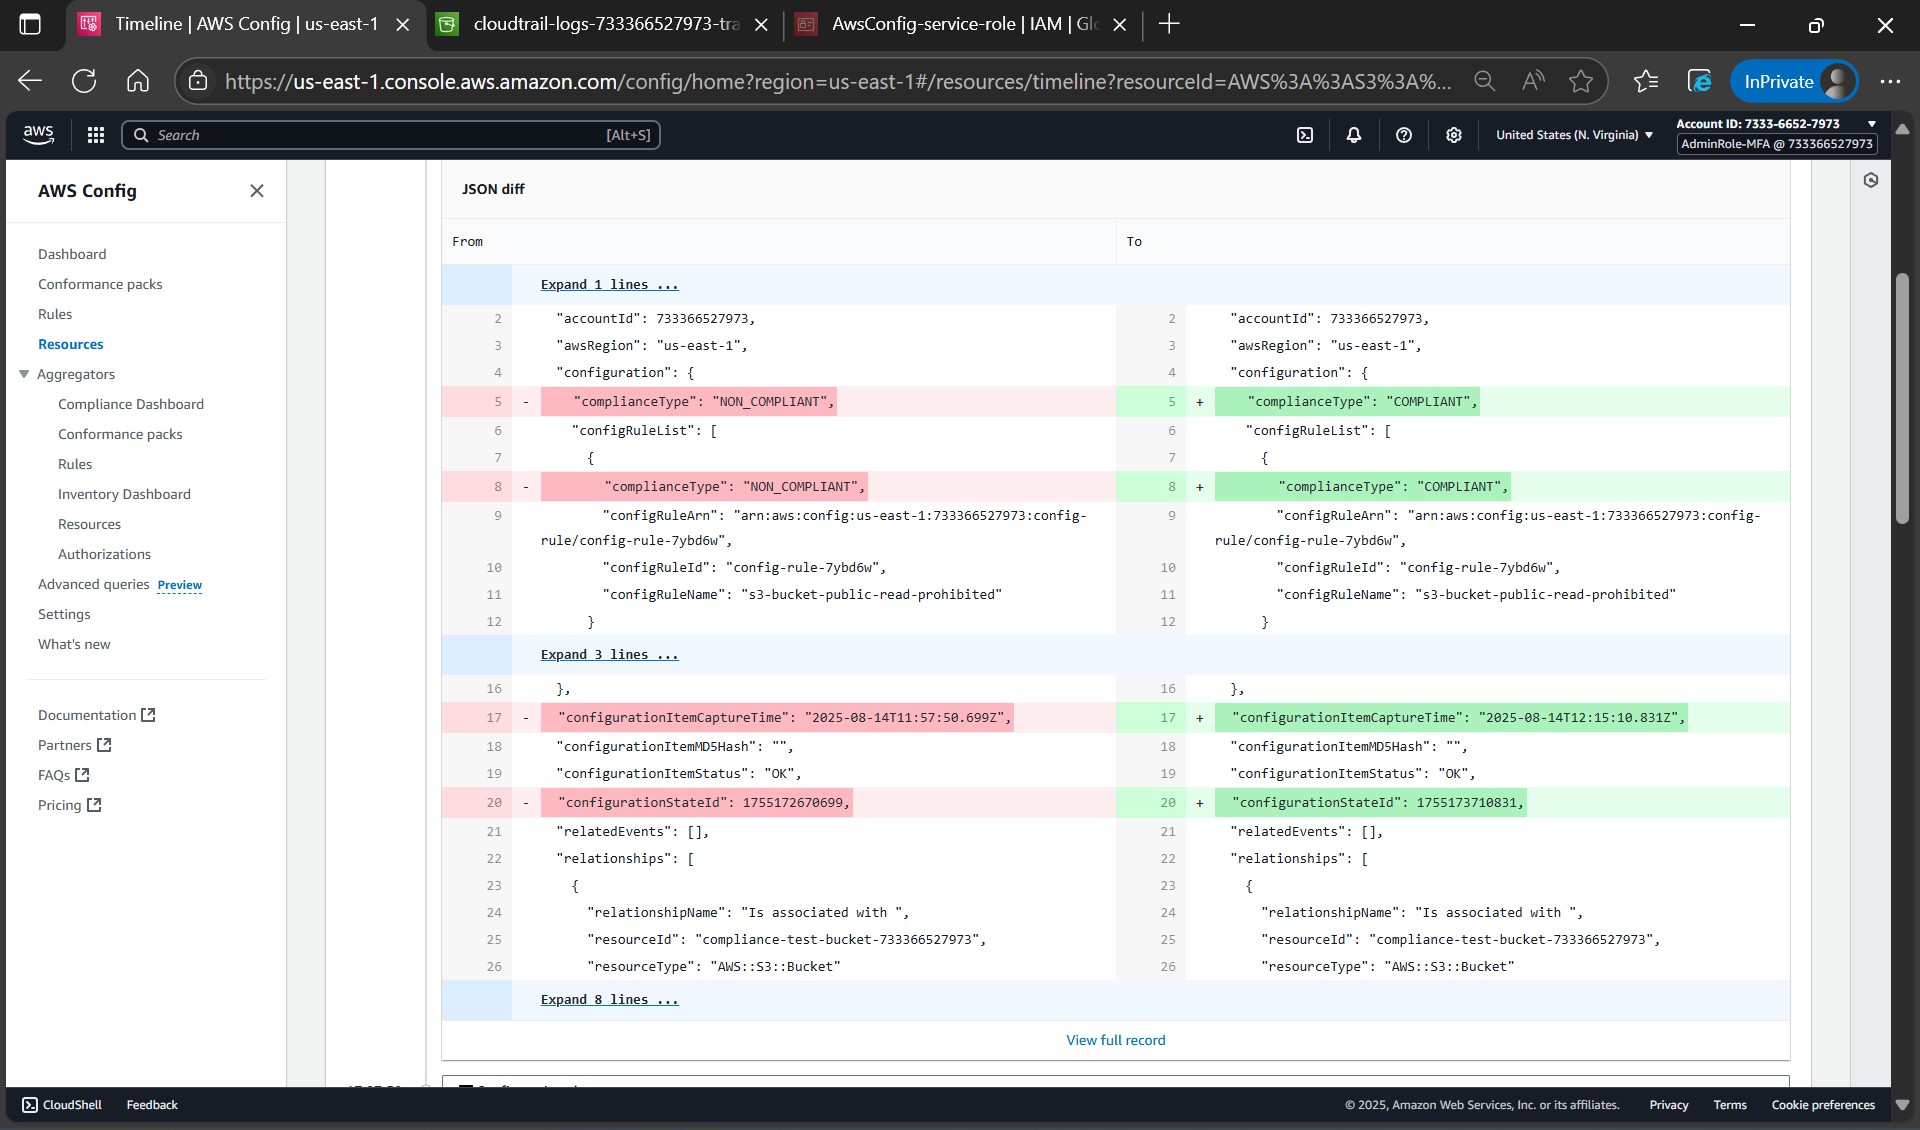 Timeline | AWS Config | us-east-1
cloudtrail-logs-733366527973-tra
AwsConfig-service-role | IAM | Glo
https://us-east-1.console.aws.amazon.com/config/home?region=us-east-1#/resources/timeline?resourceId=AWS%3A%3AS3%3A%...
InPrivate
aws
Search
[Alt+S]
United States (N. Virginia)
Account ID: 7333-6652-7973
AdminRole-MFA @ 733366527973
AWS Config
Dashboard
Conformance packs
Rules
Resources
Aggregators
Compliance Dashboard
Conformance packs
Rules
Inventory Dashboard
Resources
Authorizations
Advanced queries Preview
Settings
What's new
Documentation
Partners
FAQs
Pricing
JSON diff
From
To
Expand 1 lines ...
2 "accountId": 733366527973,
2 "accountId": 733366527973,
3 "awsRegion": "us-east-1",
3 "awsRegion": "us-east-1",
4 "configuration": {
4 "configuration": {
5 - "complianceType": "NON_COMPLIANT",
5 + "complianceType": "COMPLIANT",
6 "configRuleList": [
6 "configRuleList": [
7 {
7 {
8 - "complianceType": "NON_COMPLIANT",
8 + "complianceType": "COMPLIANT",
9 "configRuleArn": "arn:aws:config:us-east-1:733366527973:config-
rule/config-rule-7ybd6w",
9 "configRuleArn": "arn:aws:config:us-east-1:733366527973:config-
rule/config-rule-7ybd6w",
10 "configRuleId": "config-rule-7ybd6w",
10 "configRuleId": "config-rule-7ybd6w",
11 "configRuleName": "s3-bucket-public-read-prohibited"
11 "configRuleName": "s3-bucket-public-read-prohibited"
12 }
12 }
Expand 3 lines ...
16 },
16 },
17 - "configurationItemCaptureTime": "2025-08-14T11:57:50.699Z",
17 + "configurationItemCaptureTime": "2025-08-14T12:15:10.831Z",
18 "configurationItemMD5Hash": "",
18 "configurationItemMD5Hash": "",
19 "configurationItemStatus": "OK",
19 "configurationItemStatus": "OK",
20 - "configurationStateId": 1755172670699,
20 + "configurationStateId": 1755173710831,
21 "relatedEvents": [],
21 "relatedEvents": [],
22 "relationships": [
22 "relationships": [
23 {
23 {
24 "relationshipName": "Is associated with ",
24 "relationshipName": "Is associated with ",
25 "resourceId": "compliance-test-bucket-733366527973",
25 "resourceId": "compliance-test-bucket-733366527973",
26 "resourceType": "AWS::S3::Bucket"
26 "resourceType": "AWS::S3::Bucket"
Expand 8 lines ...
View full record
CloudShell
Feedback
© 2025, Amazon Web Services, Inc. or its affiliates.
Privacy
Terms
Cookie preferences